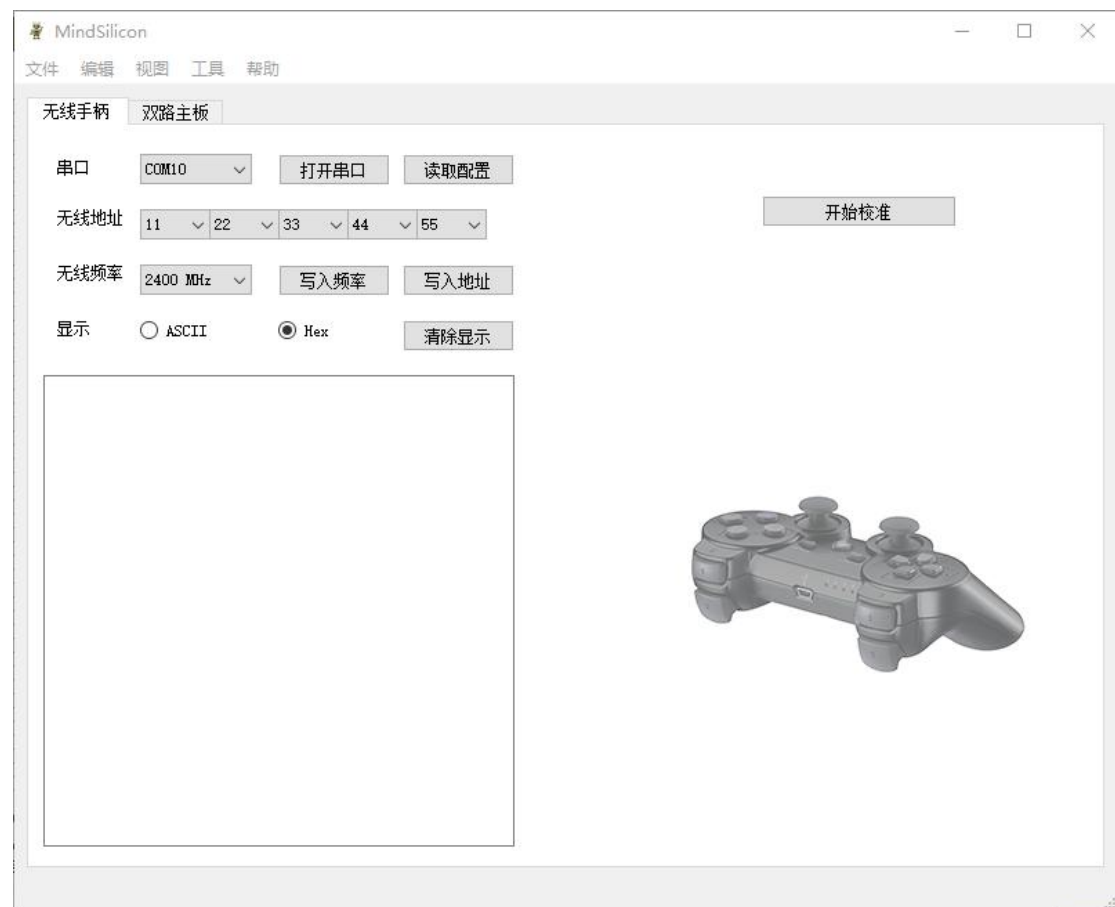 MindSilicon
文件 编辑 视图 工具 帮助
无线手柄 双路主板
串口 COM10 打开串口 读取配置
开始校准
无线地址 11 22 33 44 55
无线频率 2400 MHz 写入频率 写入地址
显示 ASCII Hex 清除显示